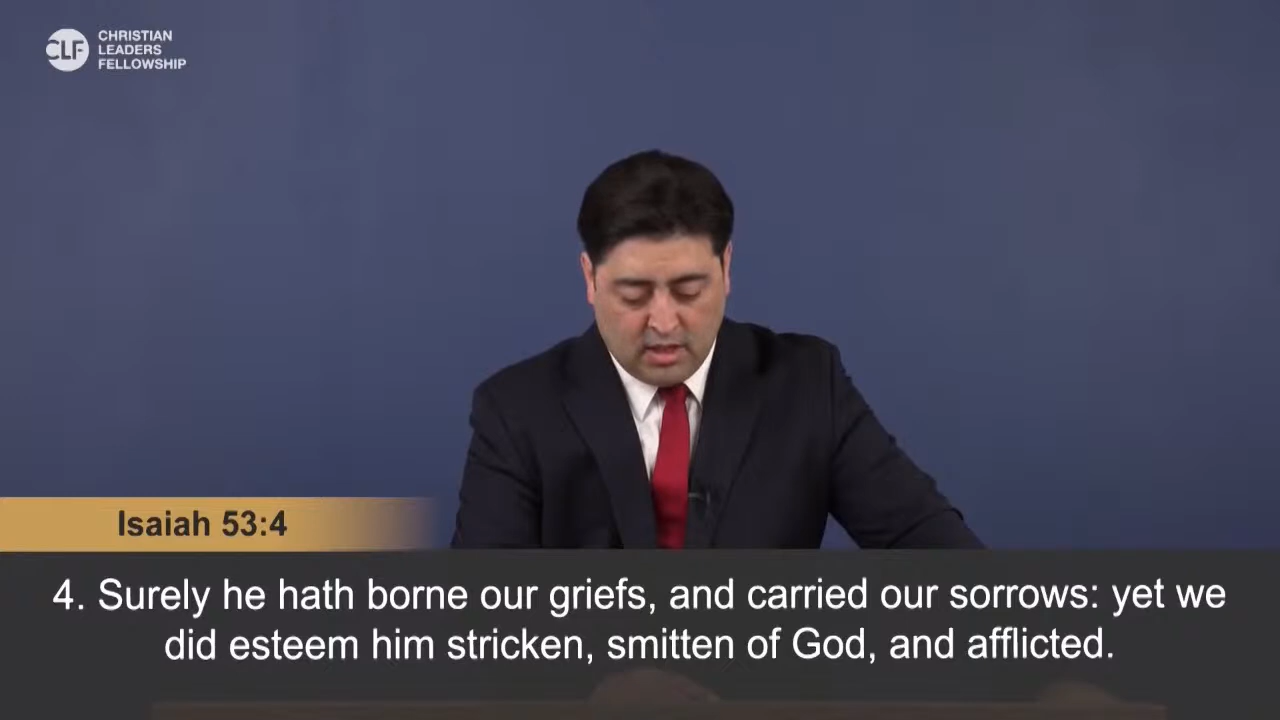 CLF
CHRISTIAN
LEADERS
FELLOWSHIP
Isaiah 53:4
4. Surely he hath borne our griefs, and carried our sorrows: yet we
did esteem him stricken, smitten of God, and afflicted.